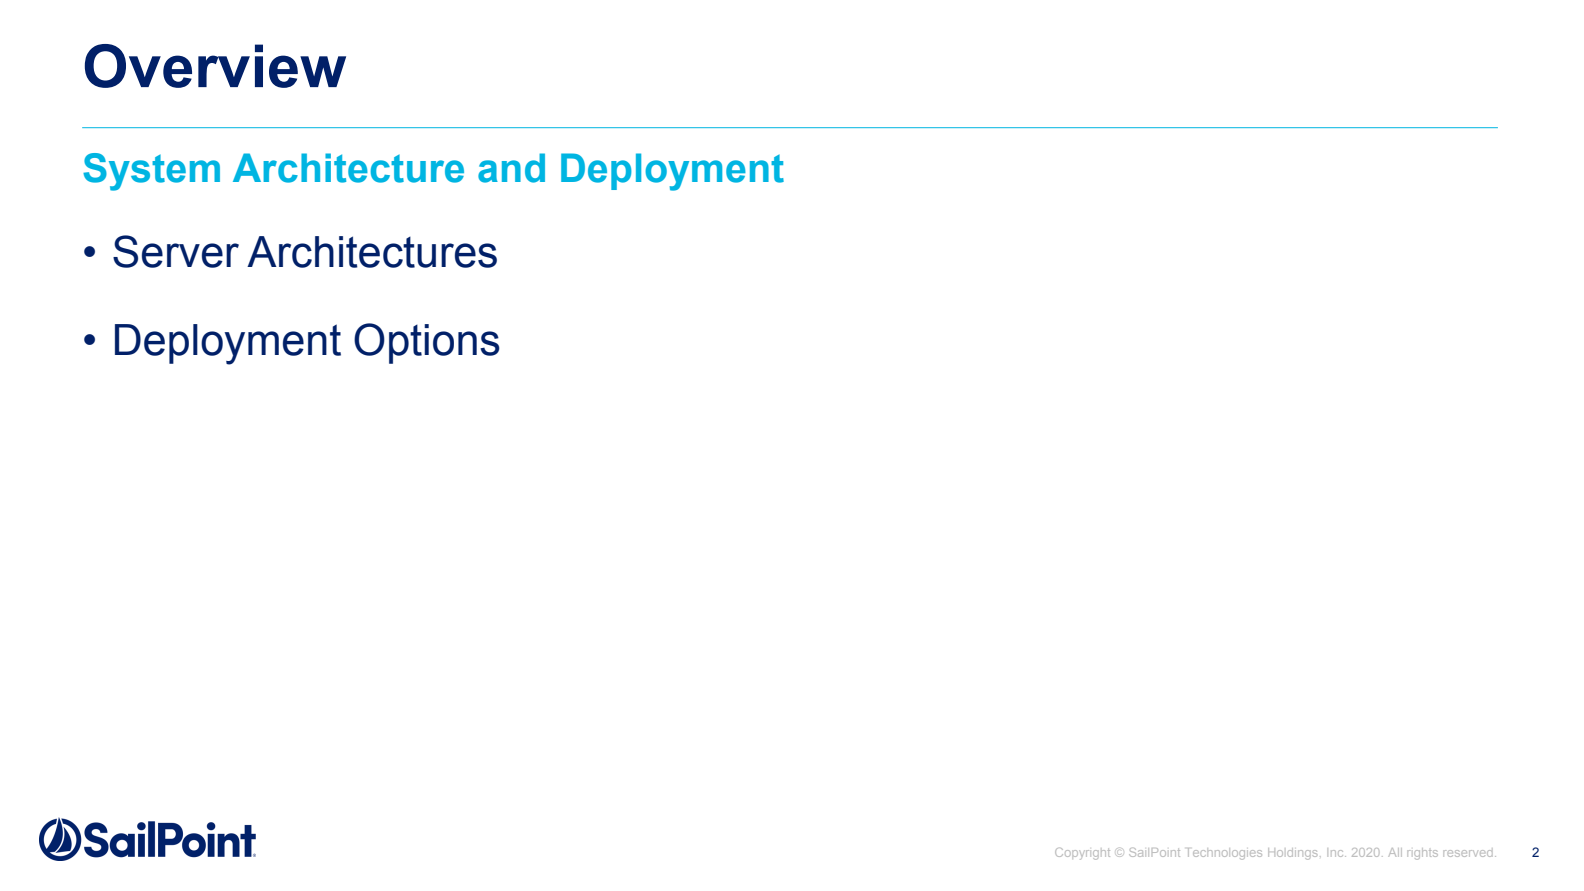 Overview
System Architecture and Deployment
• Server Architectures
• Deployment Options
SailPoint
Copyright © SailPoint Technologies Holdings, Inc. 2020. All rights reserved. 2